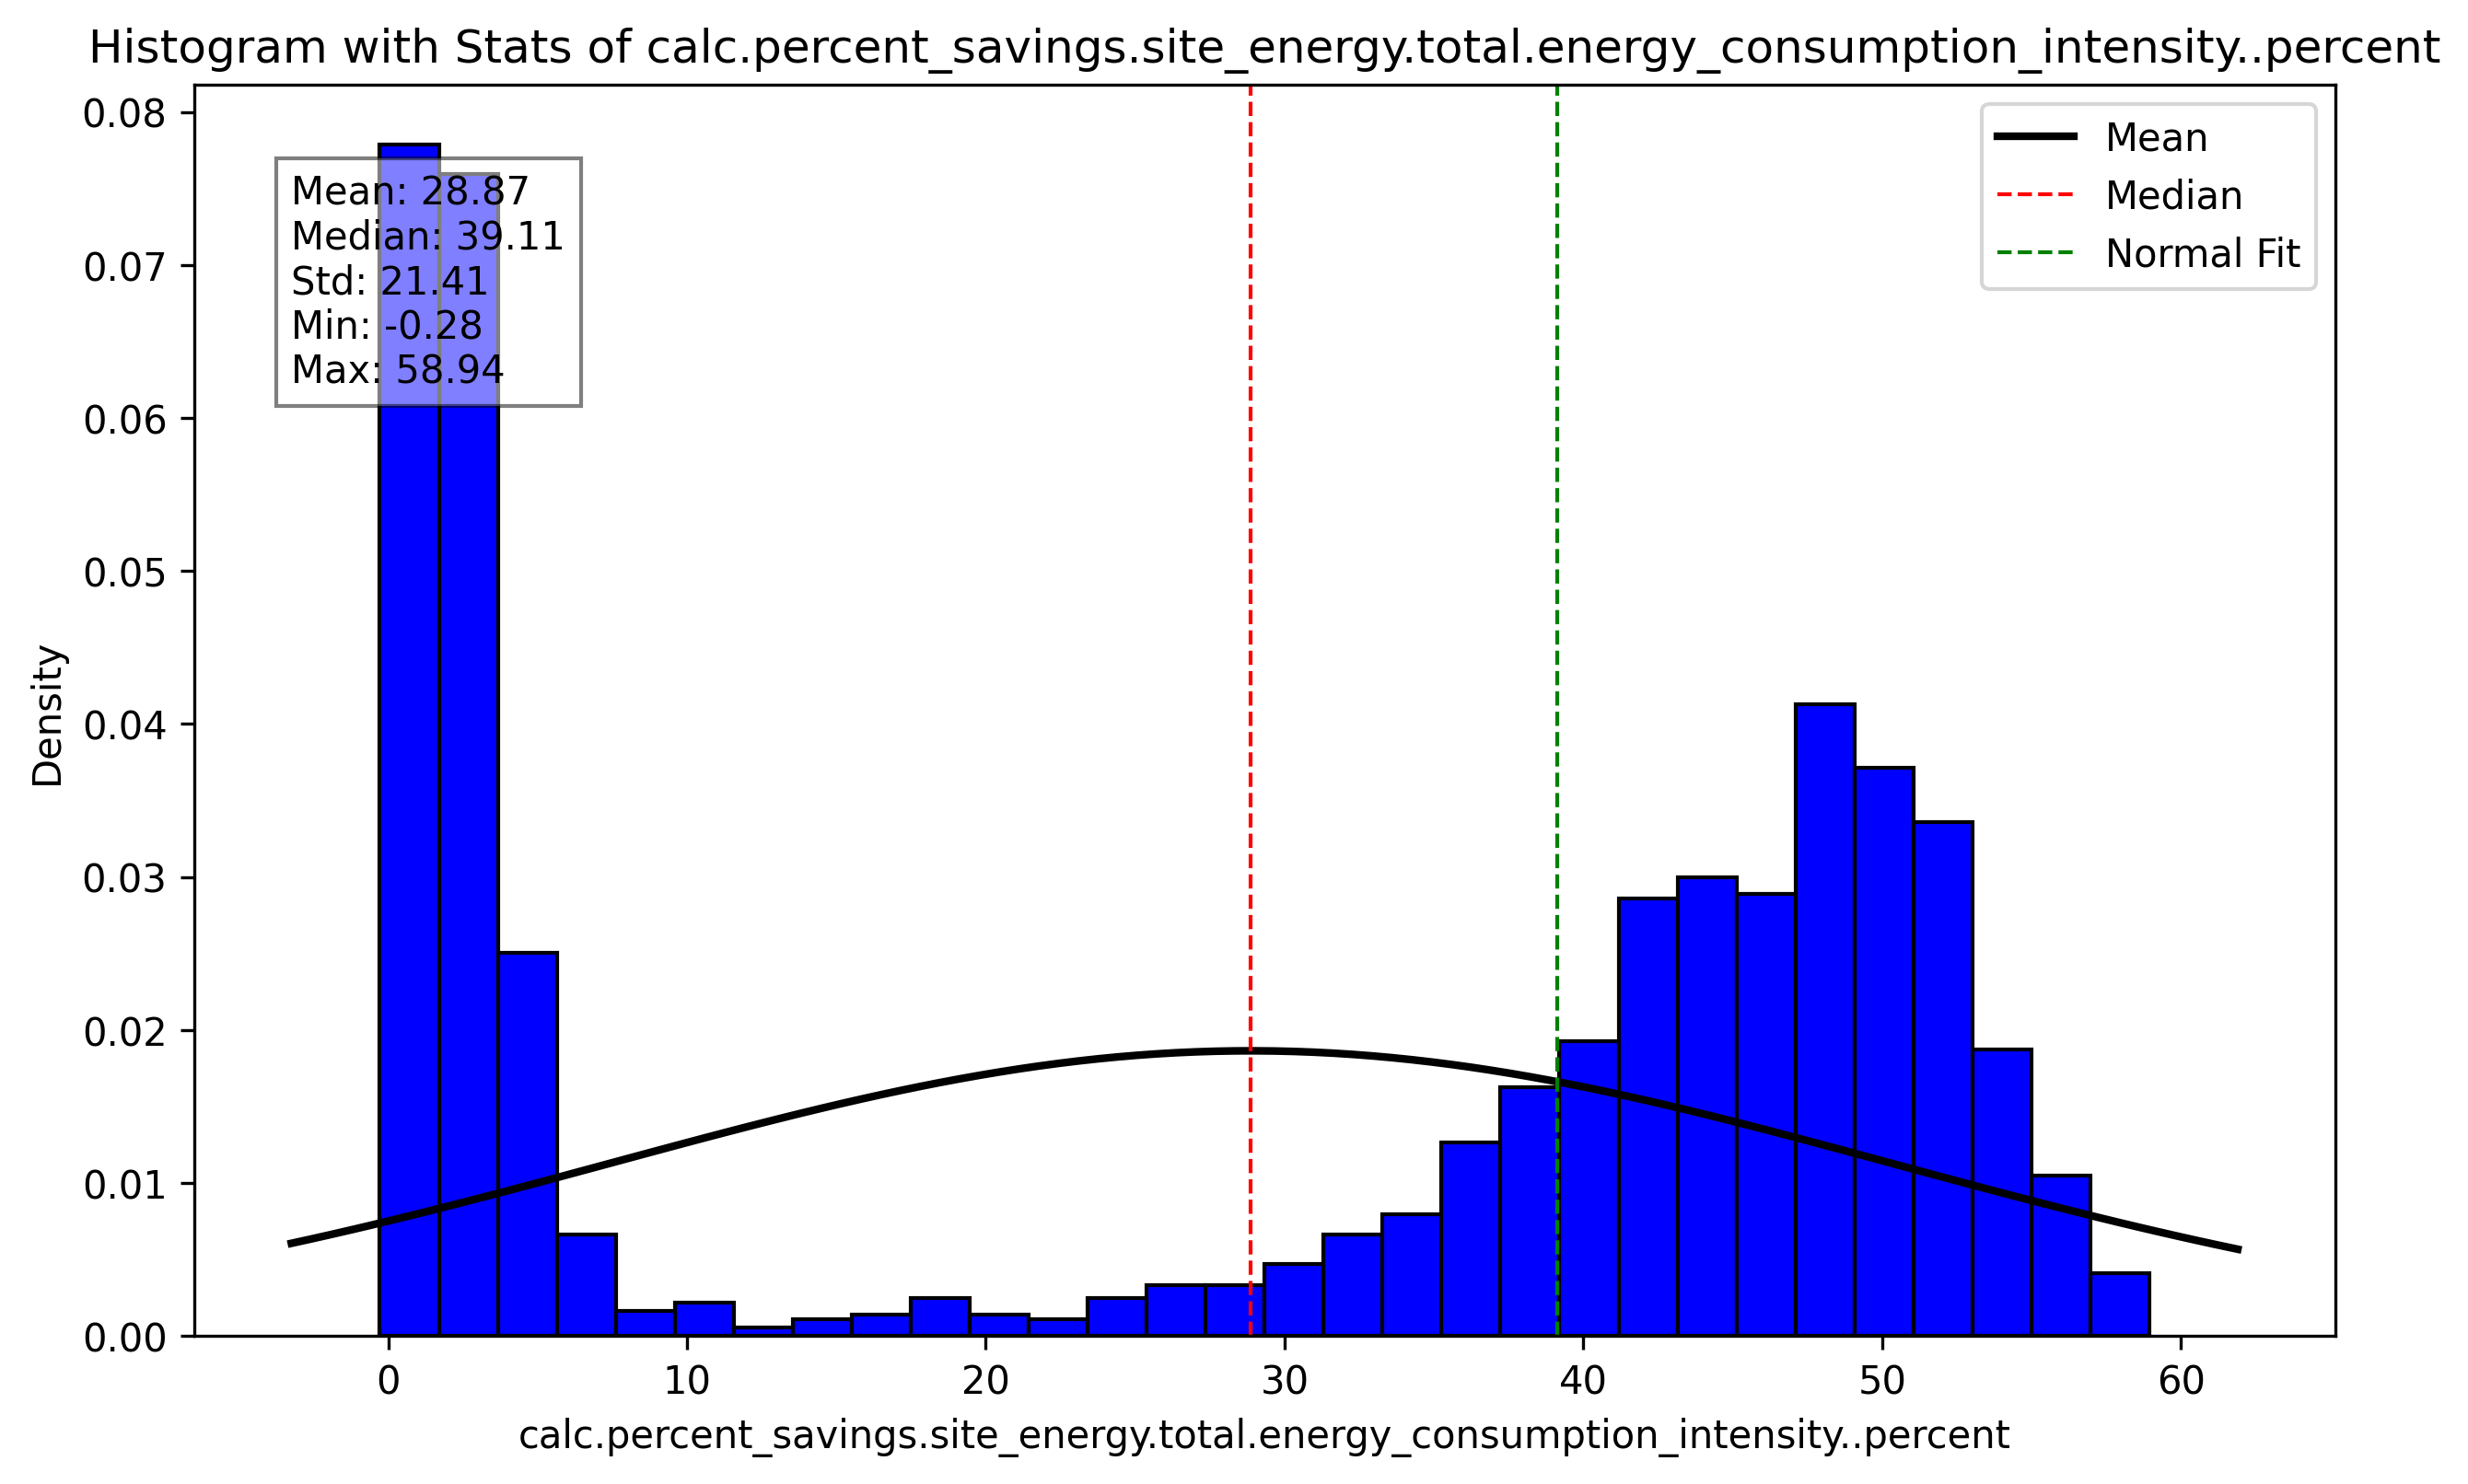 Histogram with Stats of calc.percent_savings.site_energy.total.energy_consumption_intensity..percent
0.08
0.07
0.06
0.05
0.04
0.03
0.02
0.01
0.00
Density
Mean: 28.87
Median: 39.11
Std: 21.41
Min: -0.28
Max: 58.94
Mean
Median
Normal Fit
0 10 20 30 40 50 60
calc.percent_savings.site_energy.total.energy_consumption_intensity..percent